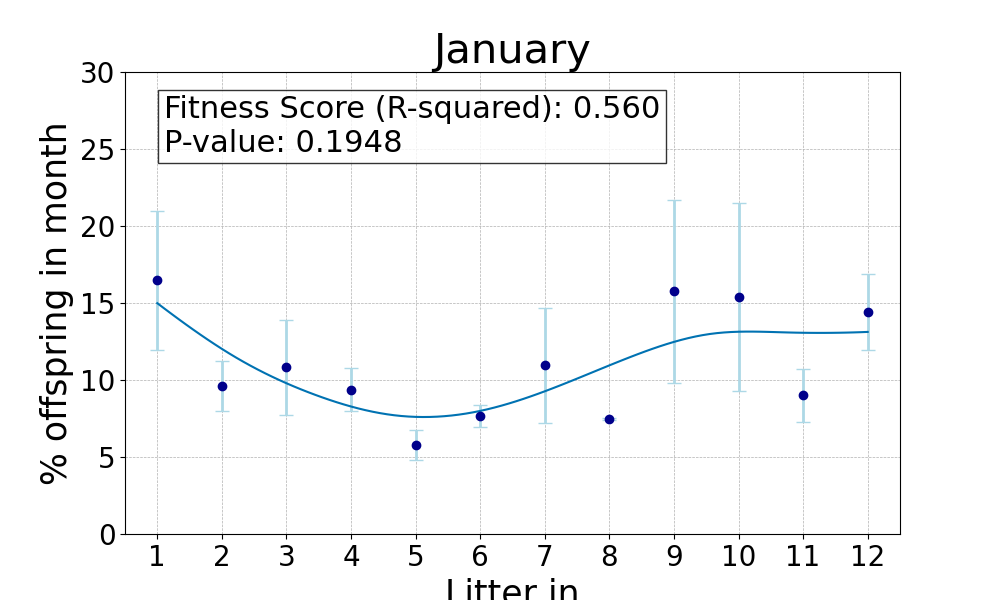 January
Fitness Score (R-squared): 0.560
P-value: 0.1948
% offspring in month
30
25
20
15
10
5
0
1 2 3 4 5 6 7 8 9 10 11 12
Litter in